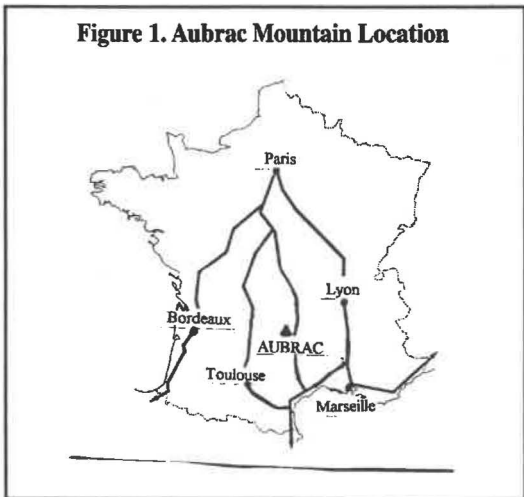 Figure 1. Aubrac Mountain Location
Paris
Lyon
Bordeaux
AUBRAC
Toulouse
Marseille